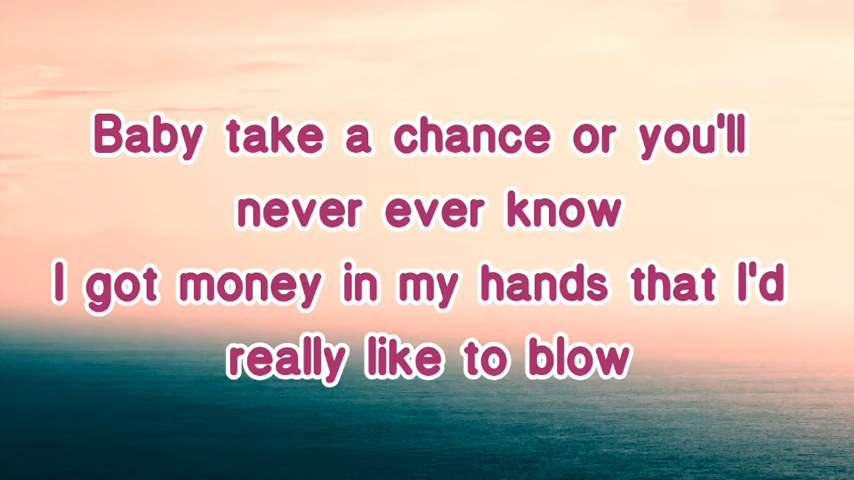 Baby take a chance or you'll
never ever know
I got money in my hands that I'd
really like to blow